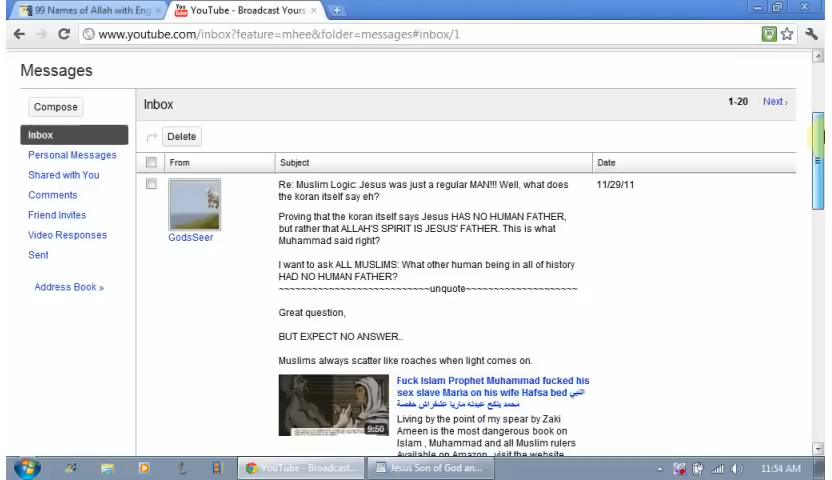 99 Names of Allah with Eng
YouTube - Broadcast Yours
www.youtube.com/inbox?feature=mhee&folder=messages#inbox/1
Messages
Compose
Inbox
1-20 Next ›
Inbox
Delete
Personal Messages
From Subject Date
Shared with You
Comments
Friend Invites
Video Responses
Sent
Address Book »
GodsSeer
Re: Muslim Logic: Jesus was just a regular MAN!!! Well, what does
the koran itself say eh?
11/29/11
Proving that the koran itself says Jesus HAS NO HUMAN FATHER,
but rather that ALLAH'S SPIRIT IS JESUS' FATHER. This is what
Muhammad said right?
I want to ask ALL MUSLIMS: What other human being in all of history
HAD NO HUMAN FATHER?
~~~~~~~~~~~~~~~~~~~~~~~~~~~unquote~~~~~~~~~~~~~~~~~~~~
Great question,
BUT EXPECT NO ANSWER..
Muslims always scatter like roaches when light comes on.
9:50
Fuck Islam Prophet Muhammad fucked his
sex slave Maria on his wife Hafsa bed النبي
محمد ينكح عبدته ماريا على فراش حفصة
Living by the point of my spear by Zaki
Ameen is the most dangerous book on
Islam , Muhammad and all Muslim rulers
Available on Amazon visit the website
YouTube - Broadcast...
Jesus Son of God an...
11:54 AM